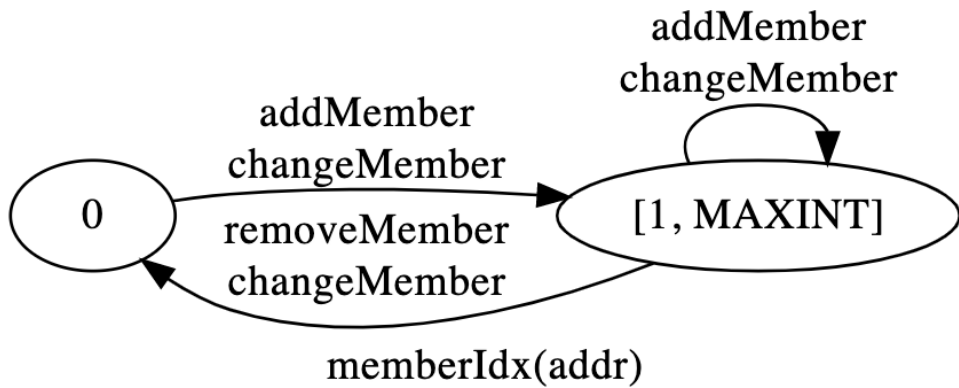 addMember
changeMember
addMember
changeMember
0
[1, MAXINT]
removeMember
changeMember
memberIdx(addr)